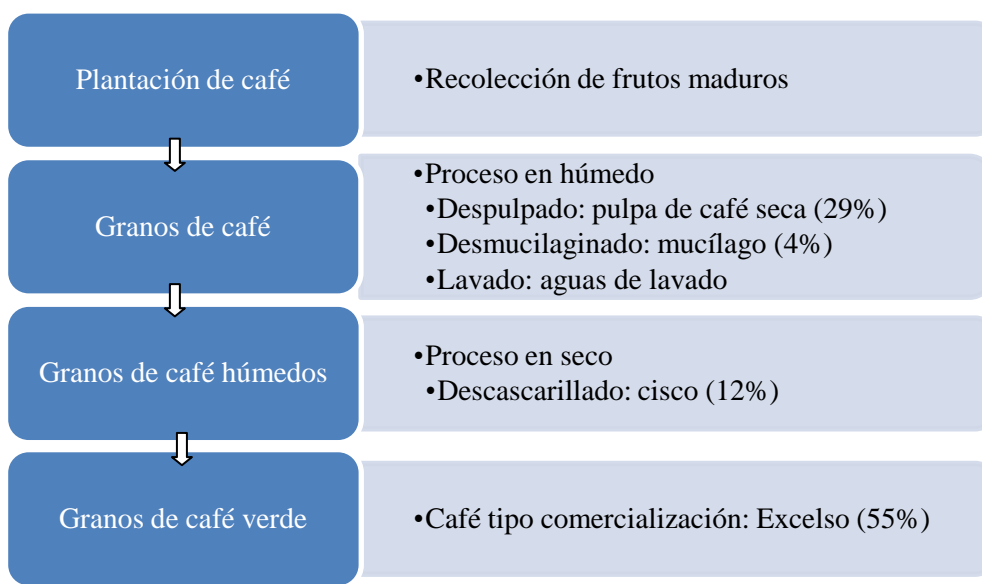 Plantación de café
•Recolección de frutos maduros
Granos de café
•Proceso en húmedo
•Despulpado: pulpa de café seca (29%)
•Desmucilaginado: mucílago (4%)
•Lavado: aguas de lavado
Granos de café húmedos
•Proceso en seco
•Descascarillado: cisco (12%)
Granos de café verde
•Café tipo comercialización: Excelso (55%)